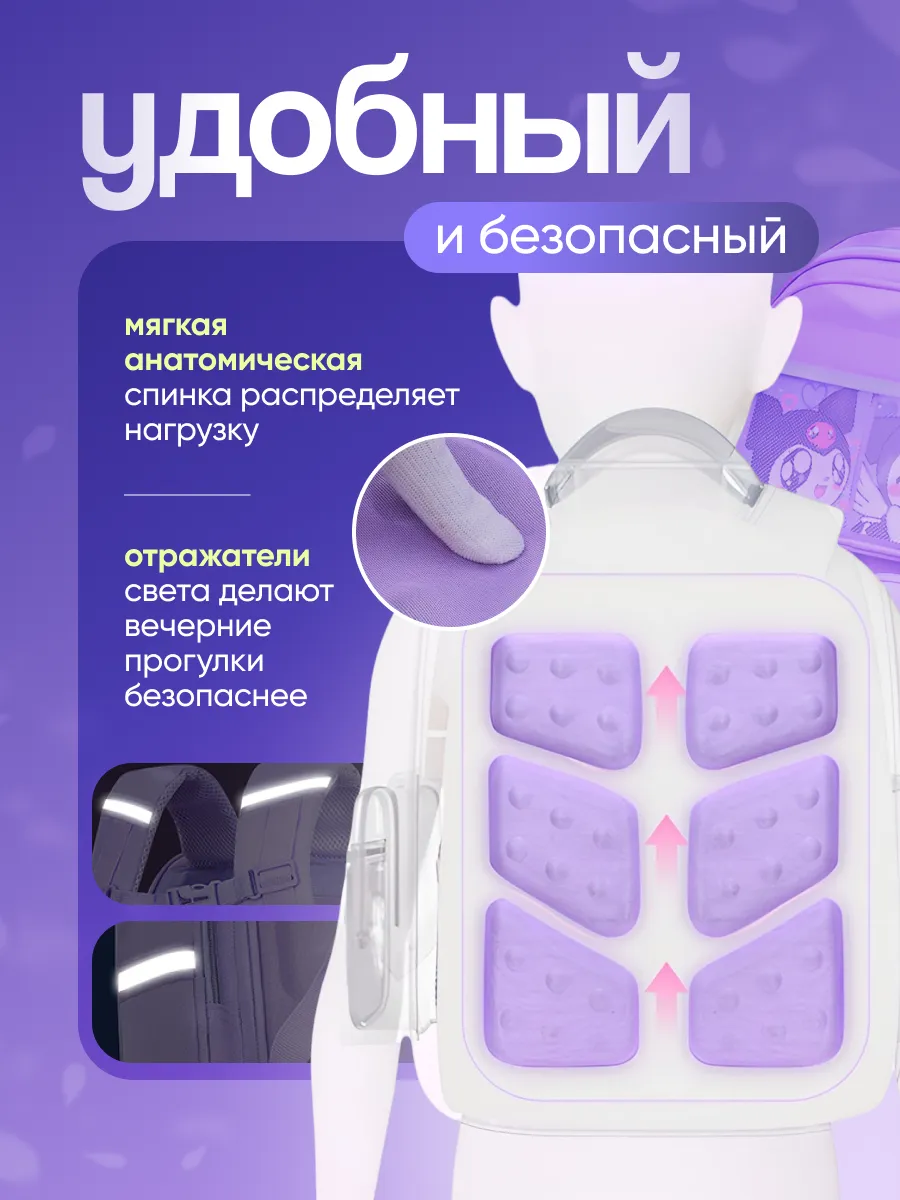 удобный
и безопасный
мягкая
анатомическая
спинка распределяет
нагрузку
отражатели
света делают
вечерние
прогулки
безопаснее